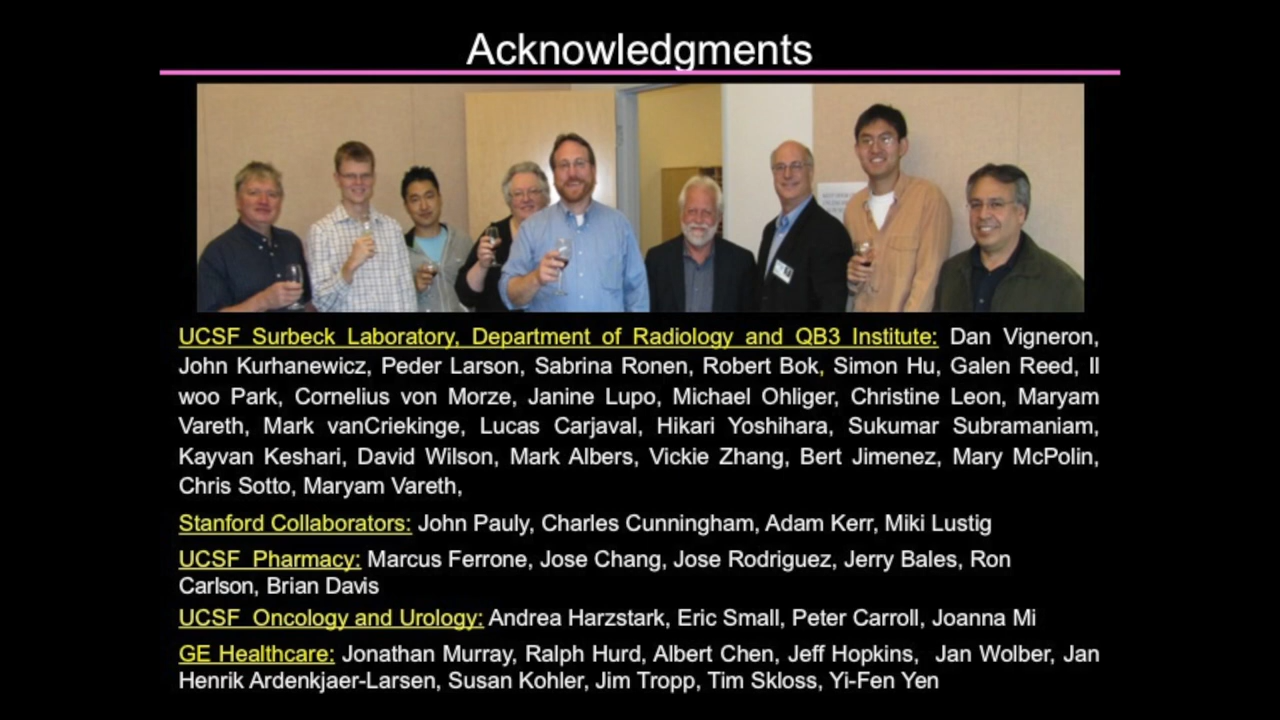 Acknowledgments
UCSF Surbeck Laboratory, Department of Radiology and QB3 Institute: Dan Vigneron,
John Kurhanewicz, Peder Larson, Sabrina Ronen, Robert Bok, Simon Hu, Galen Reed, Il
woo Park, Cornelius von Morze, Janine Lupo, Michael Ohliger, Christine Leon, Maryam
Vareth, Mark vanCriekinge, Lucas Carjaval, Hikari Yoshihara, Sukumar Subramaniam,
Kayvan Keshari, David Wilson, Mark Albers, Vickie Zhang, Bert Jimenez, Mary McPolin,
Chris Sotto, Maryam Vareth,
Stanford Collaborators: John Pauly, Charles Cunningham, Adam Kerr, Miki Lustig
UCSF Pharmacy: Marcus Ferrone, Jose Chang, Jose Rodriguez, Jerry Bales, Ron
Carlson, Brian Davis
UCSF Oncology and Urology: Andrea Harzstark, Eric Small, Peter Carroll, Joanna Mi
GE Healthcare: Jonathan Murray, Ralph Hurd, Albert Chen, Jeff Hopkins, Jan Wolber, Jan
Henrik Ardenkjaer-Larsen, Susan Kohler, Jim Tropp, Tim Skloss, Yi-Fen Yen